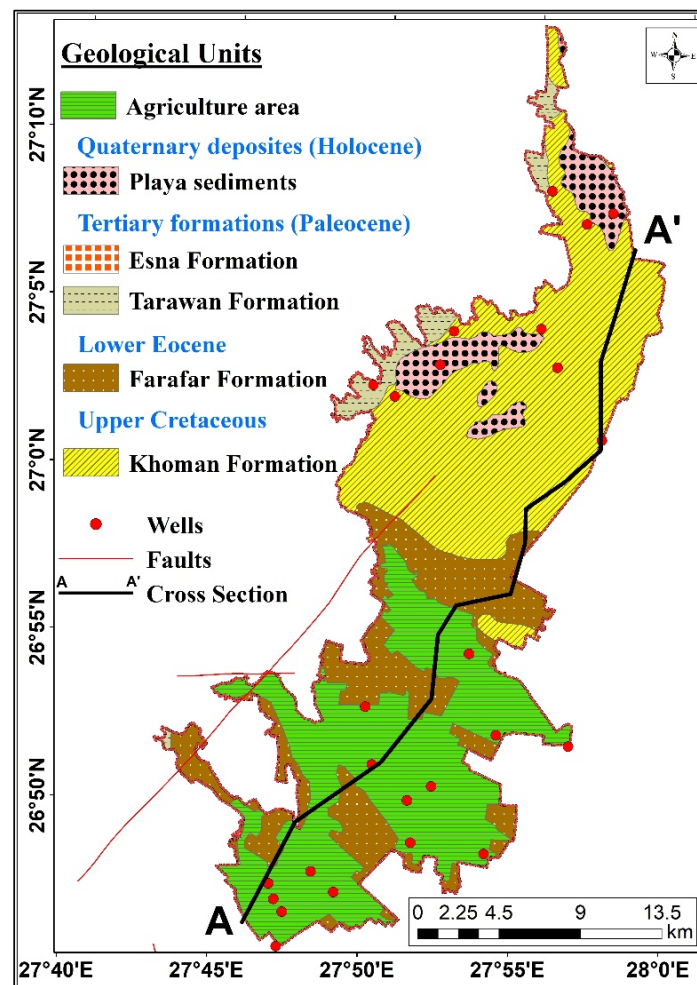 Geological Units
Agriculture area
Quaternary deposites (Holocene)
Playa sediments
Tertiary formations (Paleocene)
Esna Formation
Tarawan Formation
Lower Eocene
Farafar Formation
Upper Cretaceous
Khoman Formation
Wells
Faults
A A' Cross Section
N
W E
S
A'
A
27°10'N
27°5'N
27°0'N
26°55'N
26°50'N
0 2.25 4.5 9 13.5
km
27°40'E 27°45'E 27°50'E 27°55'E 28°0'E